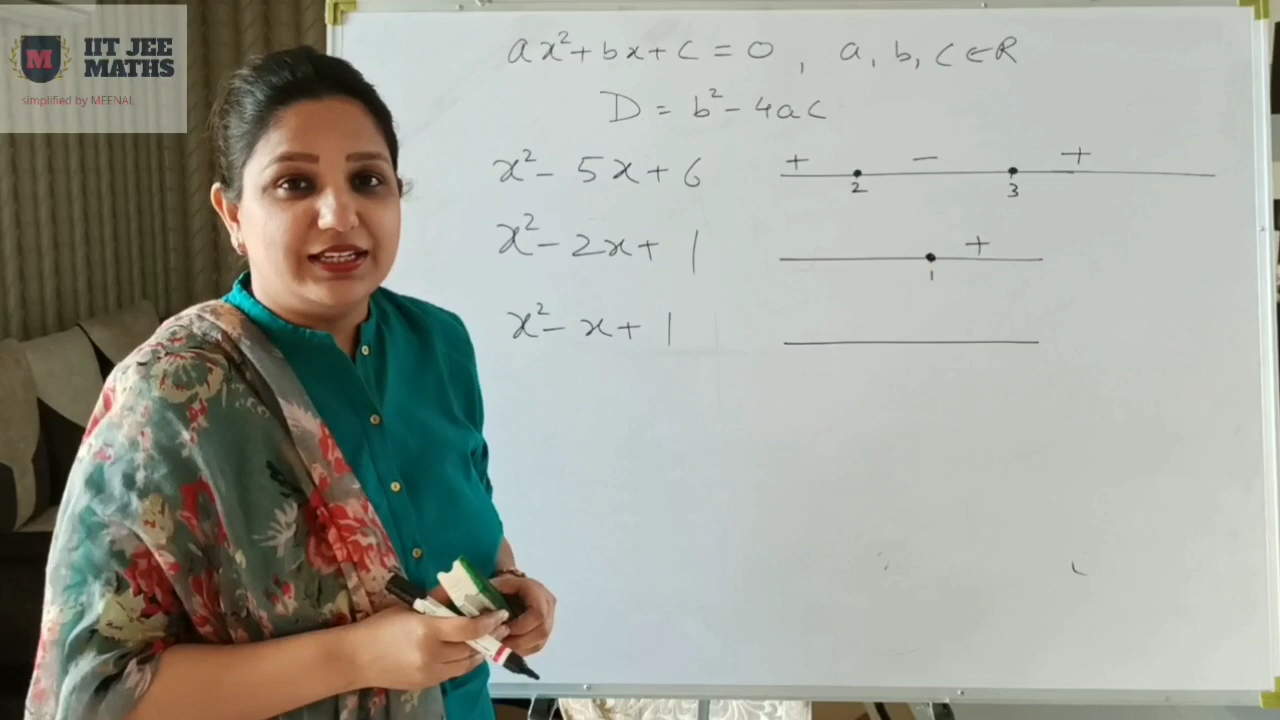 M
IIT JEE
MATHS
simplified by MEENAL
ax²+bx+c=0, a, b, c ∈ R
D = b²-4ac
x²- 5x+6 + 2 - 3 +
x²- 2x+1 1 +
x²- x+1